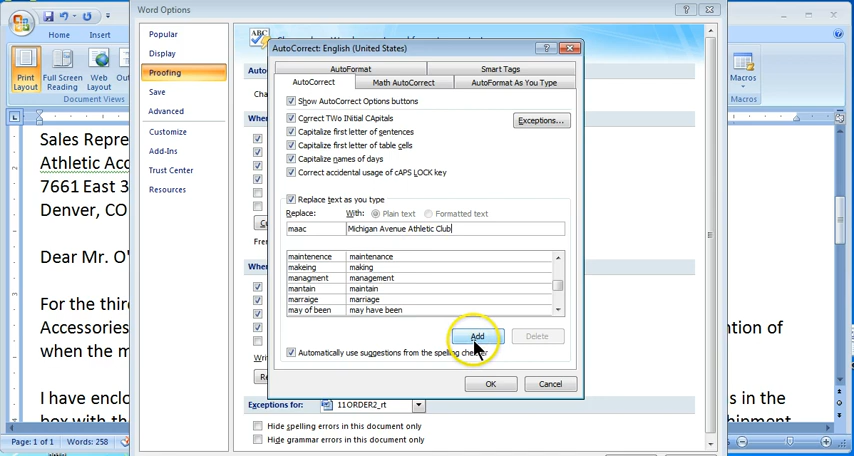 Word Options
Home
Insert
Print
Layout
Full Screen
Reading
Web
Layout
Document Views
Macros
Macros
Popular
Display
Proofing
Save
Advanced
Customize
Add-Ins
Trust Center
Resources
AutoCorrect: English (United States)
AutoFormat
Smart Tags
AutoCorrect
Math AutoCorrect
AutoFormat As You Type
Show AutoCorrect Options buttons
Correct TWo INitial CApitals
Exceptions...
Capitalize first letter of sentences
Capitalize first letter of table cells
Capitalize names of days
Correct accidental usage of cAPS LOCK key
Replace text as you type
Replace:
With:
Plain text
Formatted text
maac
Michigan Avenue Athletic Club
maintenence
maintenance
makeing
making
managment
management
mantain
maintain
marraige
marriage
may of been
may have been
Add
Delete
Automatically use suggestions from the spelling checker
OK
Cancel
Exceptions for:
11ORDER2_rt
Hide spelling errors in this document only
Hide grammar errors in this document only
Sales Repre
Athletic Acc
7661 East 3
Denver, CO
Dear Mr. O'
For the thir
Accessories
ntion of
when the m
I have enclo
s in the
box with th
hipment
Page: 1 of 1
Words: 258